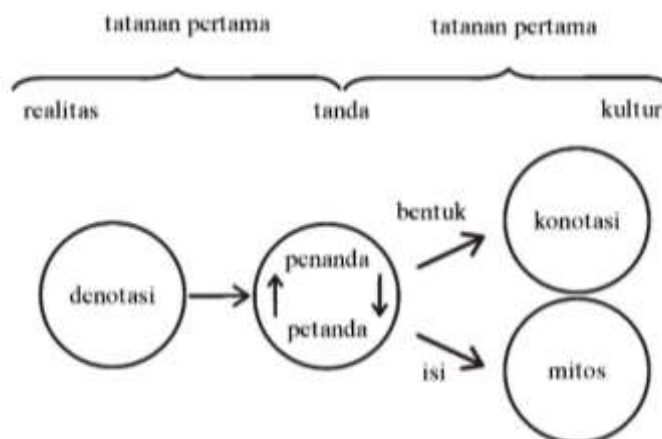 tatanan pertama tatanan pertama
realitas tanda kultur
bentuk
konotasi
penanda
denotasi
petanda
isi
mitos